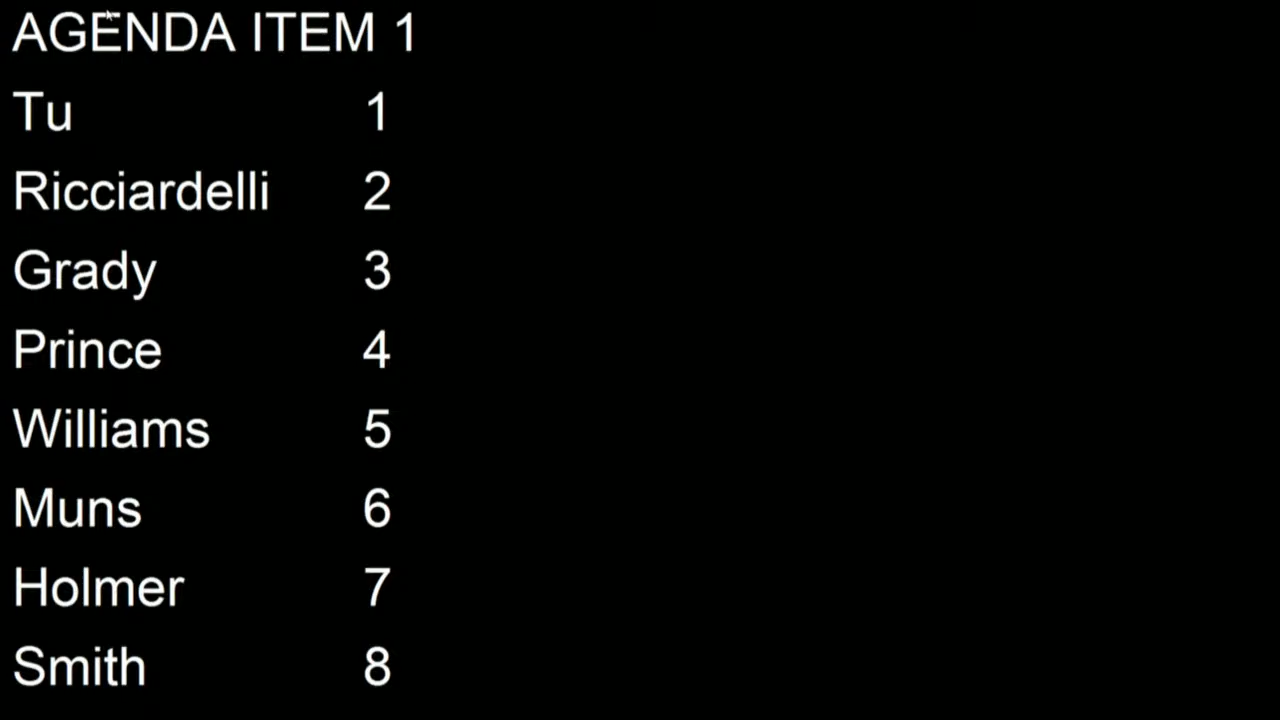 AGENDA ITEM 1
Tu 1
Ricciardelli 2
Grady 3
Prince 4
Williams 5
Muns 6
Holmer 7
Smith 8